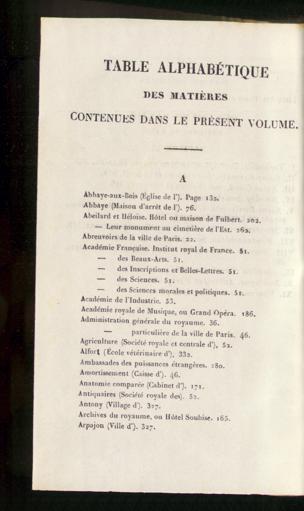 TABLE ALPHABÉTIQUE
DES MATIÈRES
CONTENUES DANS LE PRÉSENT VOLUME.
A
Abbaye-aux-Bois (Église de l'). Page 132.
Abbaye (Maison d'arrêt de l'). 76.
Abeilard et Héloïse. Hôtel ou maison de Fulbert. 202.
— Leur monument au cimetière de l'Est. 262.
Abreuvoirs de la ville de Paris. 22.
Académie Française. Institut royal de France. 51.
— des Beaux-Arts. 51.
— des Inscriptions et Belles-Lettres. 51.
— des Sciences. 51.
— des Sciences morales et politiques. 51.
Académie de l'Industrie. 53.
Académie royale de Musique, ou Grand Opéra. 186.
Administration générale du royaume. 36.
— particulière de la ville de Paris. 46.
Agriculture (Société royale et centrale d'), 52.
Alfort (École vétérinaire d'), 332.
Ambassades des puissances étrangères. 280.
Amortissement (Caisse d'). 46.
Anatomie comparée (Cabinet d'). 171.
Antiquaires (Société royale des). 52.
Antony (Village d'). 327.
Archives du royaume, ou Hôtel Soubise. 165.
Arpajon (Ville d'). 327.